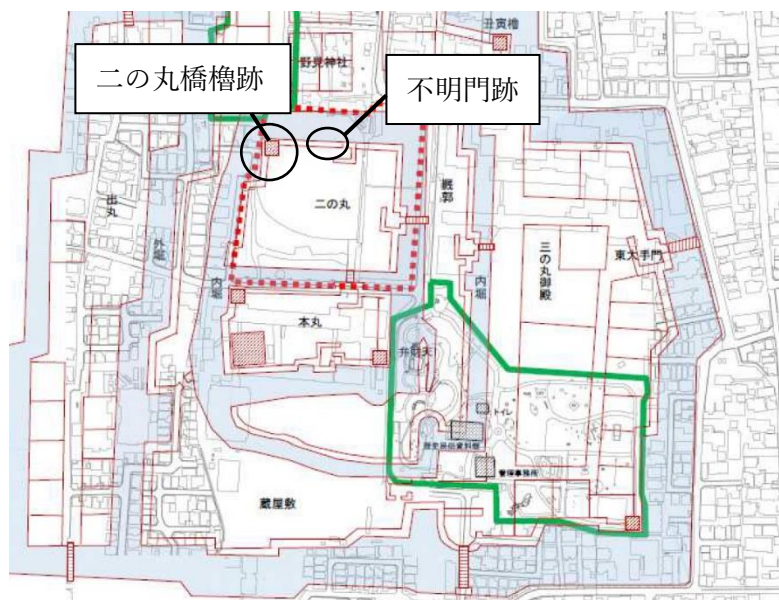 丑寅櫓
野見神社
二の丸橋櫓跡
不明門跡
二の丸
厩郭
出丸
外堀
内堀
三の丸御殿
東大手門
内堀
本丸
弁財天
トイレ
歴史民俗資料館
管理事務所
蔵屋敷